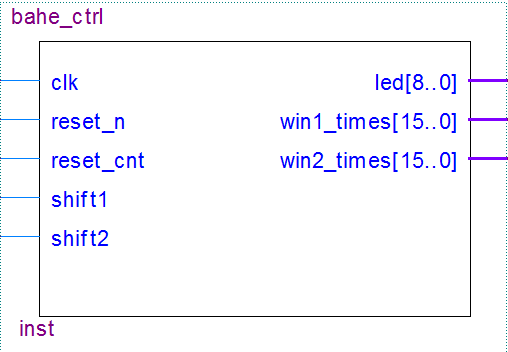 bahe_ctrl
clk led[8..0]
reset_n win1_times[15..0]
reset_cnt win2_times[15..0]
shift1
shift2
inst